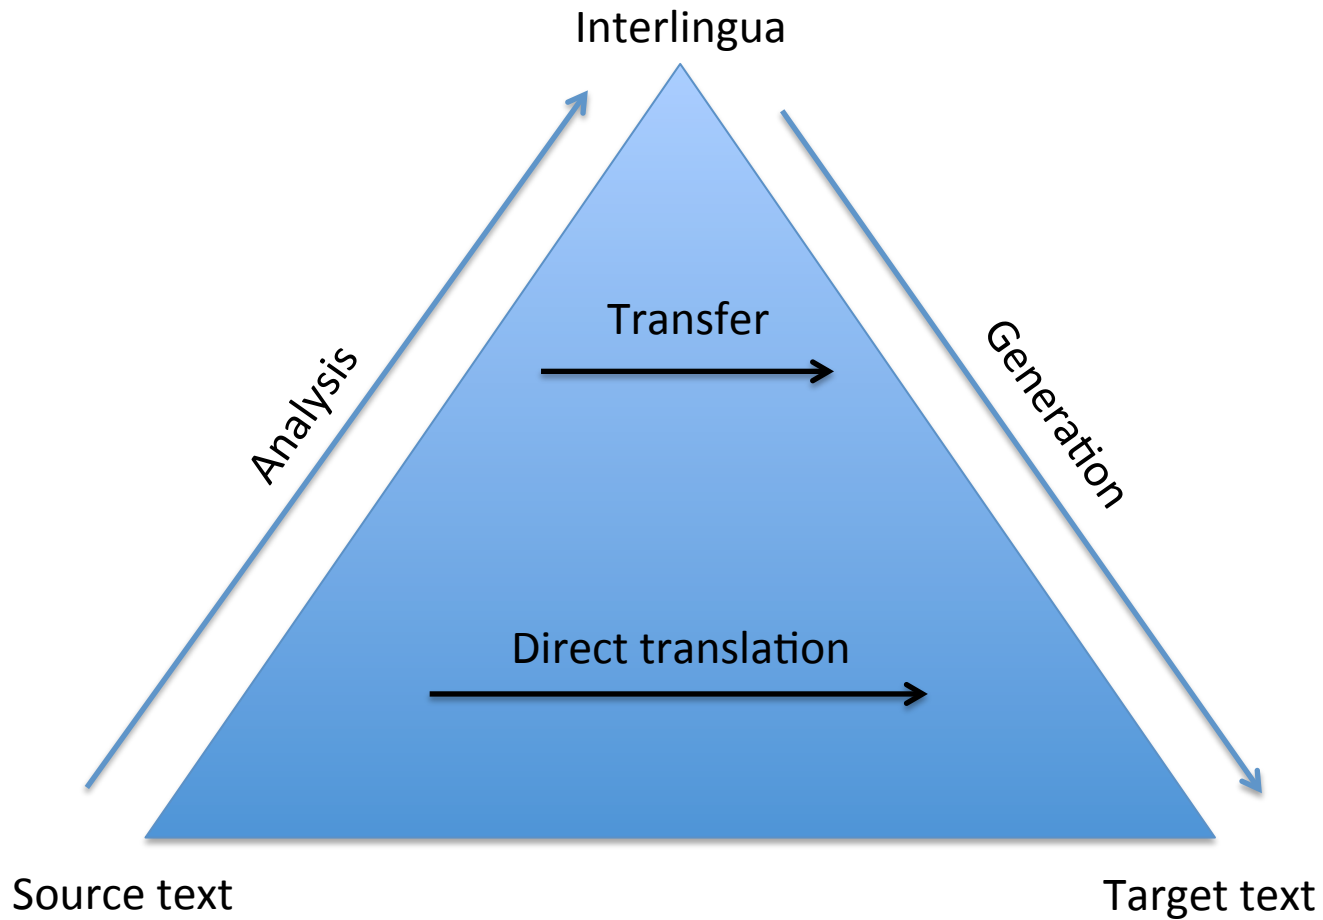 Interlingua
Transfer
Analysis
Generation
Direct translation
Source text
Target text